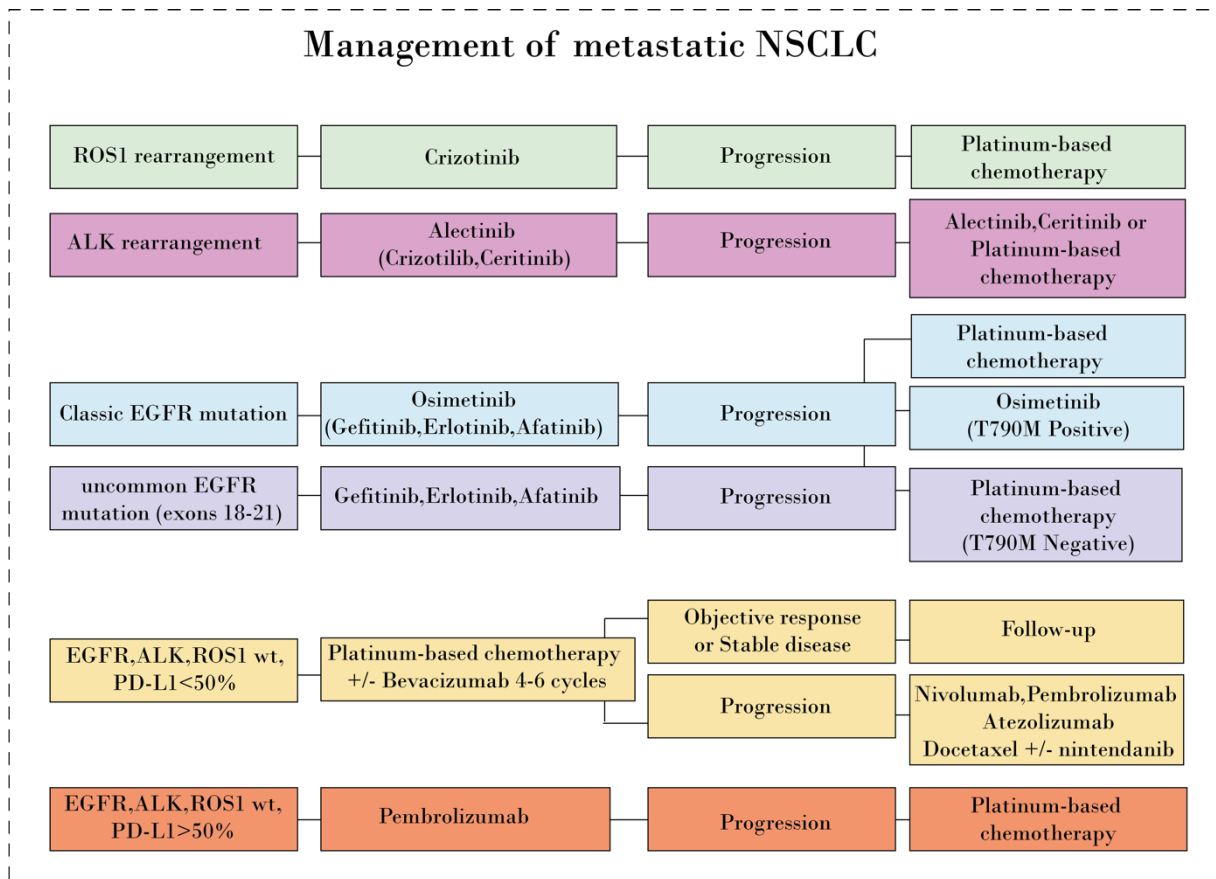 Management of metastatic NSCLC
ROS1 rearrangement
Crizotinib
Progression
Platinum-based
chemotherapy
ALK rearrangement
Alectinib
(Crizotilib,Ceritinib)
Progression
Alectinib,Ceritinib or
Platinum-based
chemotherapy
Platinum-based
chemotherapy
Classic EGFR mutation
Osimetinib
(Gefitinib,Erlotinib,Afatinib)
Progression
Osimetinib
(T790M Positive)
uncommon EGFR
mutation (exons 18-21)
Gefitinib,Erlotinib,Afatinib
Progression
Platinum-based
chemotherapy
(T790M Negative)
EGFR,ALK,ROS1 wt,
PD-L1<50%
Platinum-based chemotherapy
+/- Bevacizumab 4-6 cycles
Objective response
or Stable disease
Follow-up
Progression
Nivolumab,Pembrolizumab
Atezolizumab
Docetaxel +/- nintendanib
EGFR,ALK,ROS1 wt,
PD-L1>50%
Pembrolizumab
Progression
Platinum-based
chemotherapy